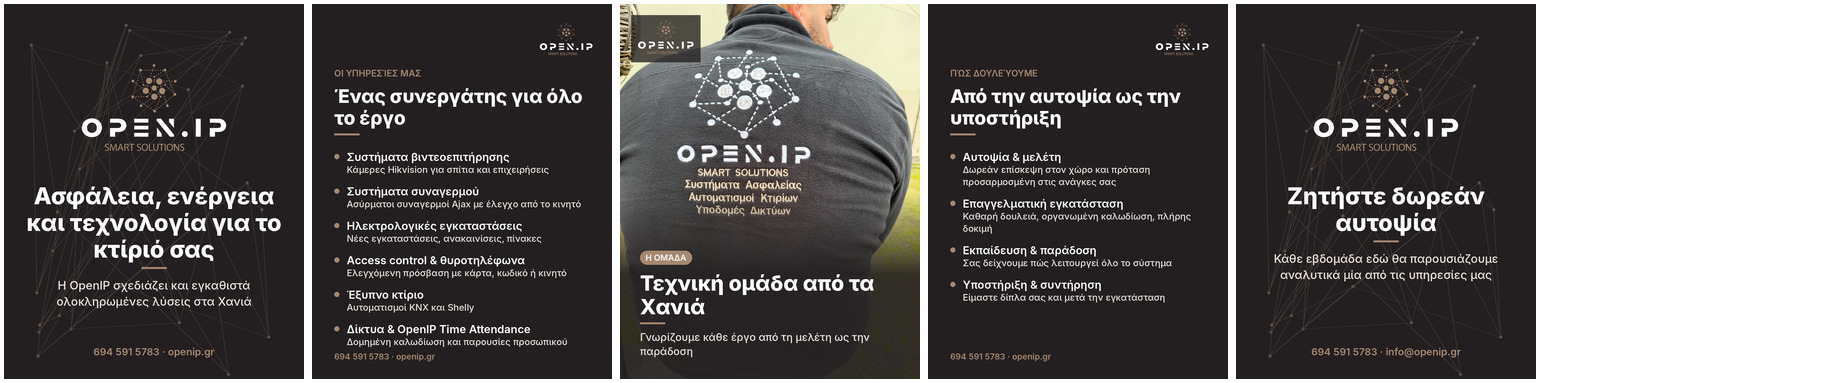 OPEN.IP
SMART SOLUTIONS
Ασφάλεια, ενέργεια
και τεχνολογία για το
κτίριό σας
Η OpenIP σχεδιάζει και εγκαθιστά
ολοκληρωμένες λύσεις στα Χανιά
694 591 5783 · openip.gr
OPEN.IP
SMART SOLUTIONS
ΟΙ ΥΠΗΡΕΣΊΕΣ ΜΑΣ
Ένας συνεργάτης για όλο
το έργο
Συστήματα βιντεοεπιτήρησης
Κάμερες Hikvision για σπίτια και επιχειρήσεις
Συστήματα συναγερμού
Ασύρματοι συναγερμοί Ajax με έλεγχο από το κινητό
Ηλεκτρολογικές εγκαταστάσεις
Νέες εγκαταστάσεις, ανακαινίσεις, πίνακες
Access control & θυροτηλέφωνα
Ελεγχόμενη πρόσβαση με κάρτα, κωδικό ή κινητό
Έξυπνο κτίριο
Αυτοματισμοί KNX και Shelly
Δίκτυα & OpenIP Time Attendance
Δομημένη καλωδίωση και παρουσίες προσωπικού
694 591 5783 · openip.gr
OPEN.IP
SMART SOLUTIONS
OPEN.IP
SMART SOLUTIONS
Συστήματα Ασφαλείας
Αυτοματισμοί Κτιρίων
Υποδομές Δικτύων
Η ΟΜΆΔΑ
Τεχνική ομάδα από τα
Χανιά
Γνωρίζουμε κάθε έργο από τη μελέτη ως την
παράδοση
OPEN.IP
SMART SOLUTIONS
ΠΏΣ ΔΟΥΛΕΎΟΥΜΕ
Από την αυτοψία ως την
υποστήριξη
Αυτοψία & μελέτη
Δωρεάν επίσκεψη στον χώρο και πρόταση
προσαρμοσμένη στις ανάγκες σας
Επαγγελματική εγκατάσταση
Καθαρή δουλειά, οργανωμένη καλωδίωση, πλήρης
δοκιμή
Εκπαίδευση & παράδοση
Σας δείχνουμε πώς λειτουργεί όλο το σύστημα
Υποστήριξη & συντήρηση
Είμαστε δίπλα σας και μετά την εγκατάσταση
694 591 5783 · openip.gr
OPEN.IP
SMART SOLUTIONS
Ζητήστε δωρεάν
αυτοψία
Κάθε εβδομάδα εδώ θα παρουσιάζουμε
αναλυτικά μία από τις υπηρεσίες μας
694 591 5783 · info@openip.gr